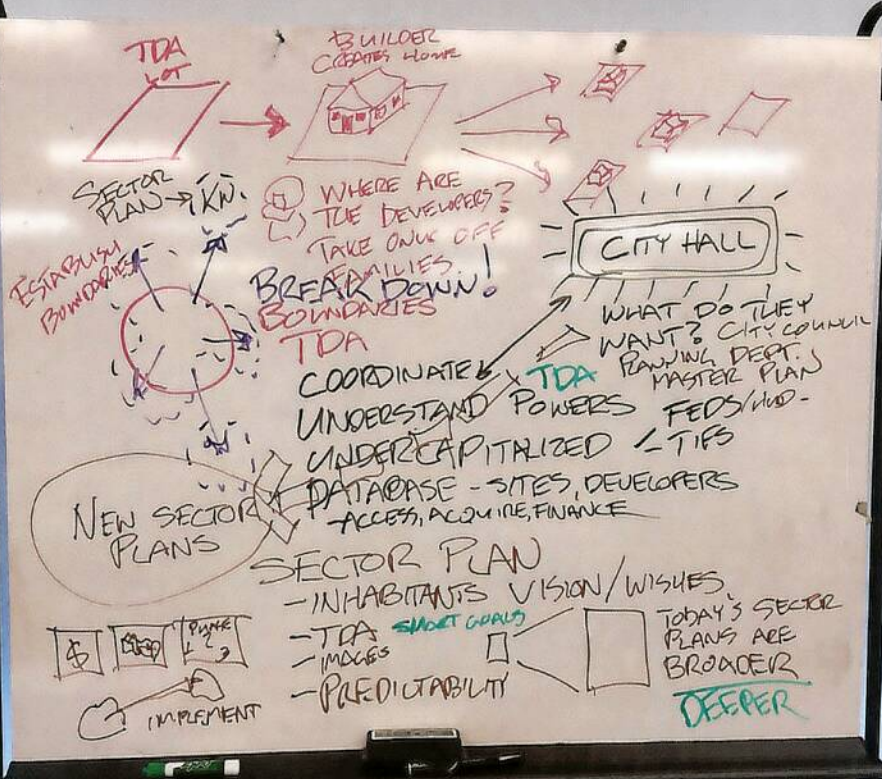 TDA
LOT
BUILDER
CREATES HOME
SECTOR
PLAN → KN.
WHERE ARE
THE DEVELOPERS?
TAKE ONLY OFF
FAMILIES.
ESTABLISH
BOUNDARIES
BREAK DOWN!
BOUNDARIES
TDA
CITY HALL
WHAT DO THEY
WANT? CITY COUNCIL
PLANNING DEPT.
MASTER PLAN
COORDINATE
TDA
UNDERSTAND POWERS FEDS/HUD-
UNDERCAPITALIZED TIFS
DATABASE - SITES, DEVELOPERS
- ACCESS, ACQUIRE, FINANCE
NEW SECTOR
PLANS
SECTOR PLAN
- INHABITANTS VISION/WISHES
- TDA SMART GOALS
- IMAGES
- PREDICTABILITY
TODAY'S SECTOR
PLANS ARE
BROADER
DEEPER
$
PHASE
IMPLEMENT